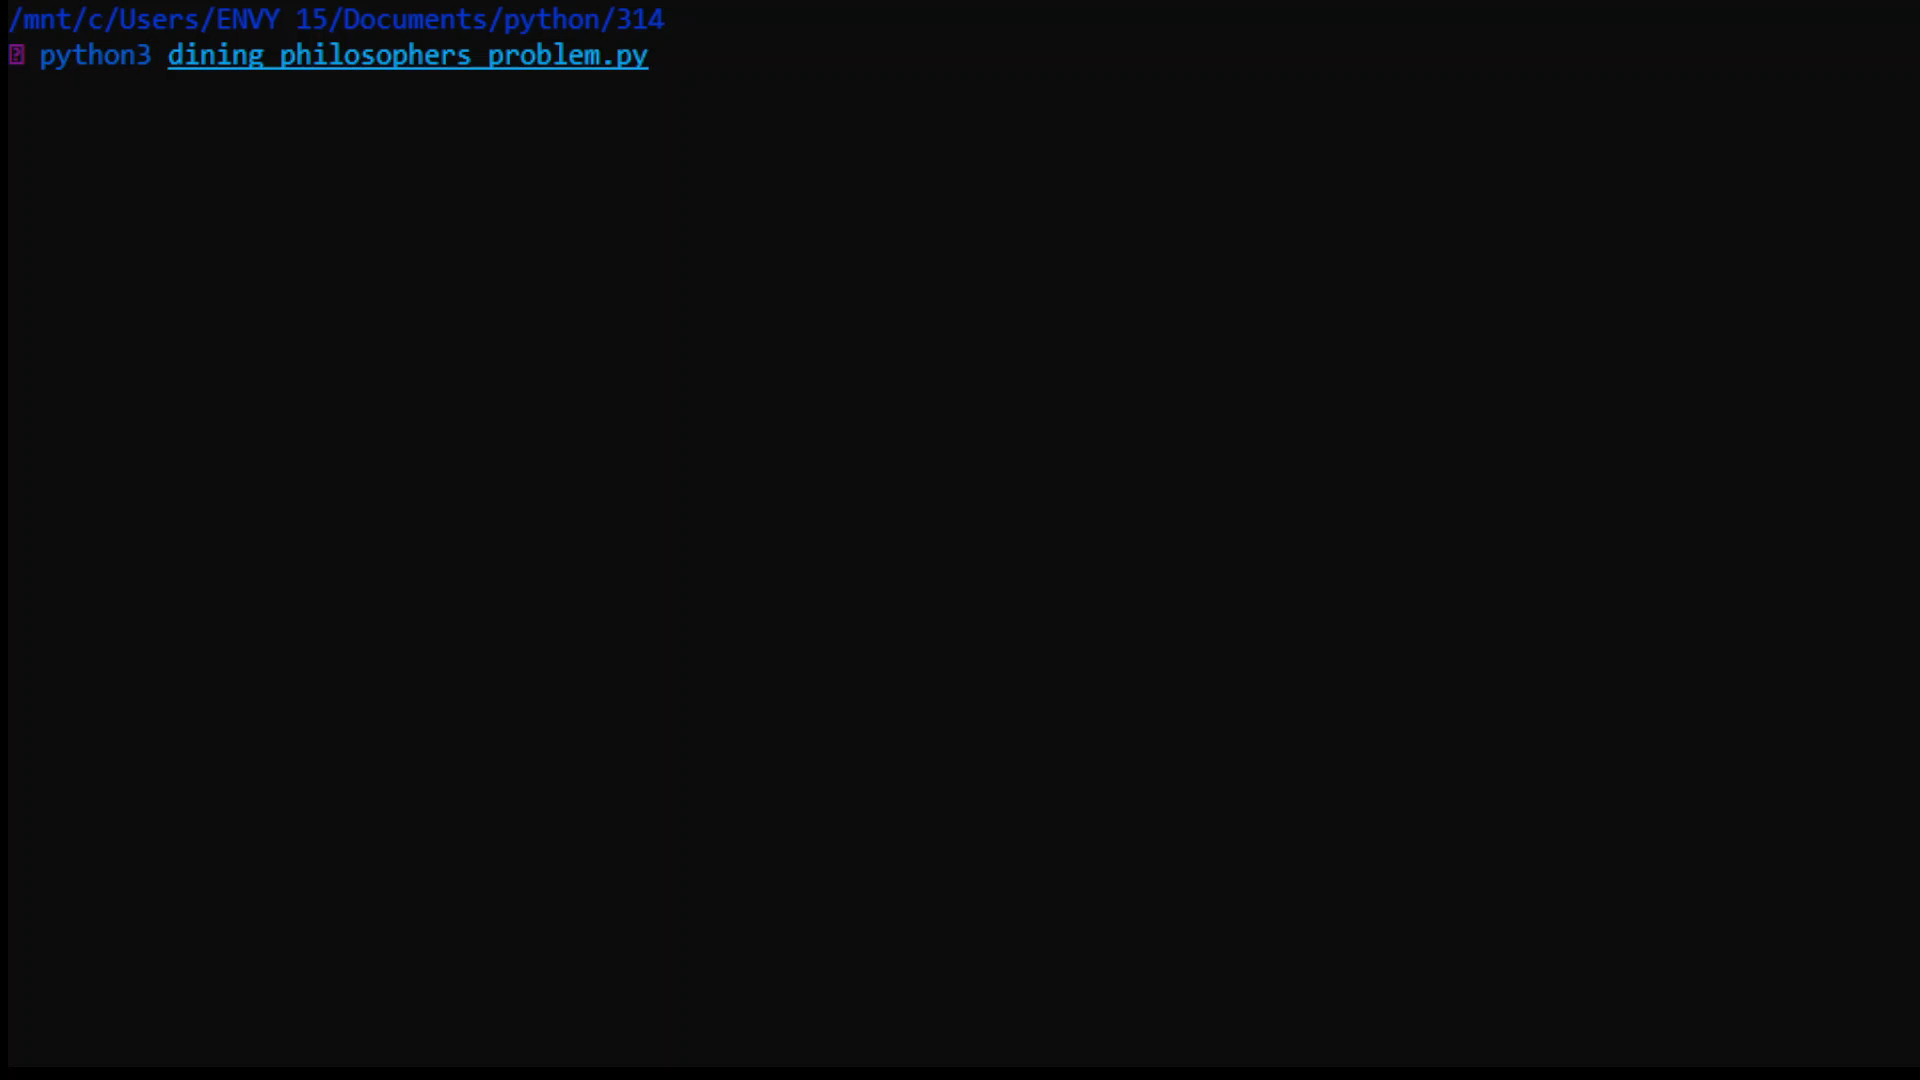 /mnt/c/Users/ENVY 15/Documents/python/314
python3 dining_philosophers_problem.py